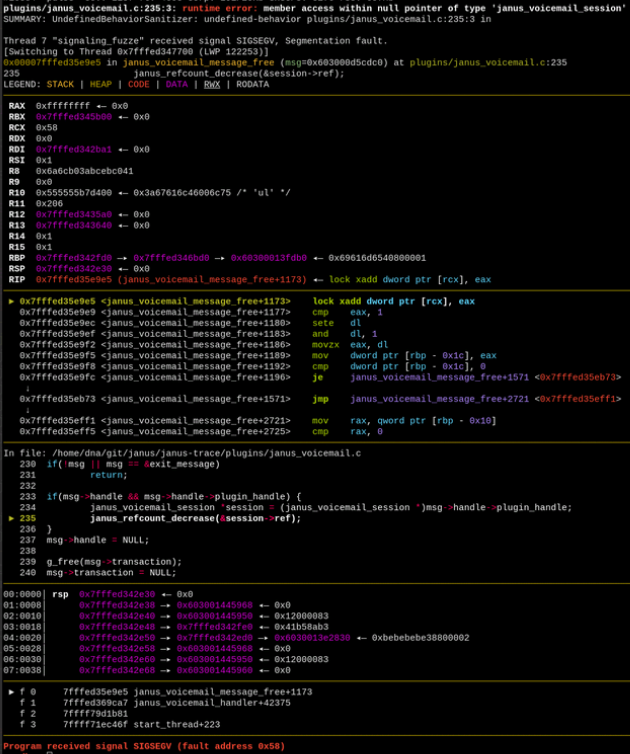 plugins/janus_voicemail.c:235:3: runtime error: member access within null pointer of type 'janus_voicemail_session'
SUMMARY: UndefinedBehaviorSanitizer: undefined-behavior plugins/janus_voicemail.c:235:3 in
Thread 7 "signaling_fuzze" received signal SIGSEGV, Segmentation fault.
[Switching to Thread 0x7fffed347700 (LWP 122253)]
0x00007fffed35e9e5 in janus_voicemail_message_free (msg=0x603000d5cdc0) at plugins/janus_voicemail.c:235
235 janus_refcount_decrease(&session->ref);
LEGEND: STACK | HEAP | CODE | DATA | RWX | RODATA
RAX 0xffffffff ◂— 0x0
RBX 0x7fffed345b00 ◂— 0x0
RCX 0x58
RDX 0x0
RDI 0x7fffed342ba1 ◂— 0x0
RSI 0x1
R8 0x6a6cb03abcebc041
R9 0x0
R10 0x555555b7d400 ◂— 0x3a67616c46006c75 /* 'ul' */
R11 0x206
R12 0x7fffed3435a0 ◂— 0x0
R13 0x7fffed343640 ◂— 0x0
R14 0x1
R15 0x1
RBP 0x7fffed342fd0 —▸ 0x7fffed346bd0 —▸ 0x60300013fdb0 ◂— 0x69616d6540800001
RSP 0x7fffed342e30 ◂— 0x0
RIP 0x7fffed35e9e5 (janus_voicemail_message_free+1173) ◂— lock xadd dword ptr [rcx], eax
► 0x7fffed35e9e5 <janus_voicemail_message_free+1173> lock xadd dword ptr [rcx], eax
0x7fffed35e9e9 <janus_voicemail_message_free+1177> cmp eax, 1
0x7fffed35e9ec <janus_voicemail_message_free+1180> sete dl
0x7fffed35e9ef <janus_voicemail_message_free+1183> and dl, 1
0x7fffed35e9f2 <janus_voicemail_message_free+1186> movzx eax, dl
0x7fffed35e9f5 <janus_voicemail_message_free+1189> mov dword ptr [rbp - 0x1c], eax
0x7fffed35e9f8 <janus_voicemail_message_free+1192> cmp dword ptr [rbp - 0x1c], 0
0x7fffed35e9fc <janus_voicemail_message_free+1196> je janus_voicemail_message_free+1571 <0x7fffed35eb73>
↓
0x7fffed35eb73 <janus_voicemail_message_free+1571> jmp janus_voicemail_message_free+2721 <0x7fffed35eff1>
↓
0x7fffed35eff1 <janus_voicemail_message_free+2721> mov rax, qword ptr [rbp - 0x10]
0x7fffed35eff5 <janus_voicemail_message_free+2725> cmp rax, 0
In file: /home/dna/git/janus/janus-trace/plugins/janus_voicemail.c
230 if(!msg || msg == &exit_message)
231 return;
232
233 if(msg->handle && msg->handle->plugin_handle) {
234 janus_voicemail_session *session = (janus_voicemail_session *)msg->handle->plugin_handle;
► 235 janus_refcount_decrease(&session->ref);
236 }
237 msg->handle = NULL;
238
239 g_free(msg->transaction);
240 msg->transaction = NULL;
00:0000│ rsp 0x7fffed342e30 ◂— 0x0
01:0008│ 0x7fffed342e38 —▸ 0x603001445968 ◂— 0x0
02:0010│ 0x7fffed342e40 —▸ 0x603001445950 ◂— 0x12000083
03:0018│ 0x7fffed342e48 —▸ 0x7fffed342fe0 ◂— 0x41b58ab3
04:0020│ 0x7fffed342e50 —▸ 0x7fffed342ed0 —▸ 0x6030013e2830 ◂— 0xbebebebe38800002
05:0028│ 0x7fffed342e58 —▸ 0x603001445968 ◂— 0x0
06:0030│ 0x7fffed342e60 —▸ 0x603001445950 ◂— 0x12000083
07:0038│ 0x7fffed342e68 —▸ 0x603001445960 ◂— 0x0
► f 0 7fffed35e9e5 janus_voicemail_message_free+1173
f 1 7fffed369ca7 janus_voicemail_handler+42375
f 2 7ffff79d1b81
f 3 7ffff71ec46f start_thread+223
Program received signal SIGSEGV (fault address 0x58)